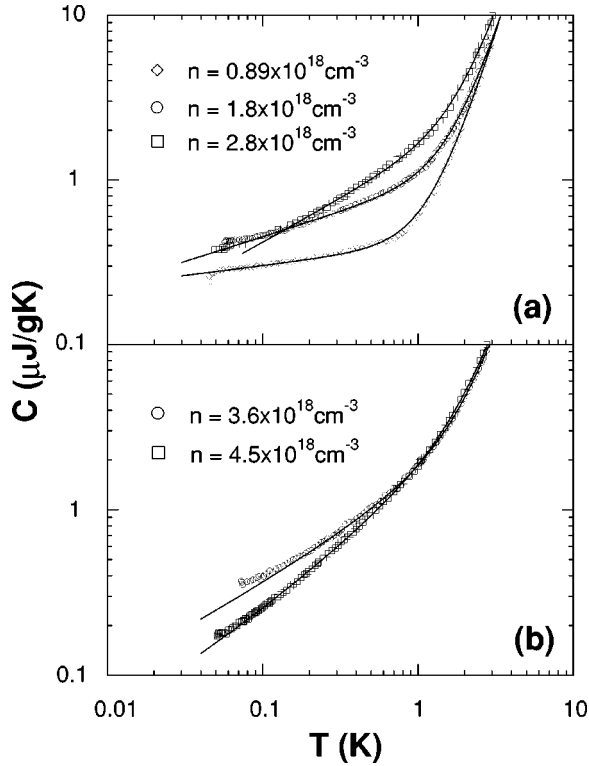 10
◇ n = 0.89x10¹⁸cm⁻³
○ n = 1.8x10¹⁸cm⁻³
□ n = 2.8x10¹⁸cm⁻³
1
(a)
0.1
C (μJ/gK)
○ n = 3.6x10¹⁸cm⁻³
□ n = 4.5x10¹⁸cm⁻³
1
(b)
0.1
0.01 0.1 1 10
T (K)